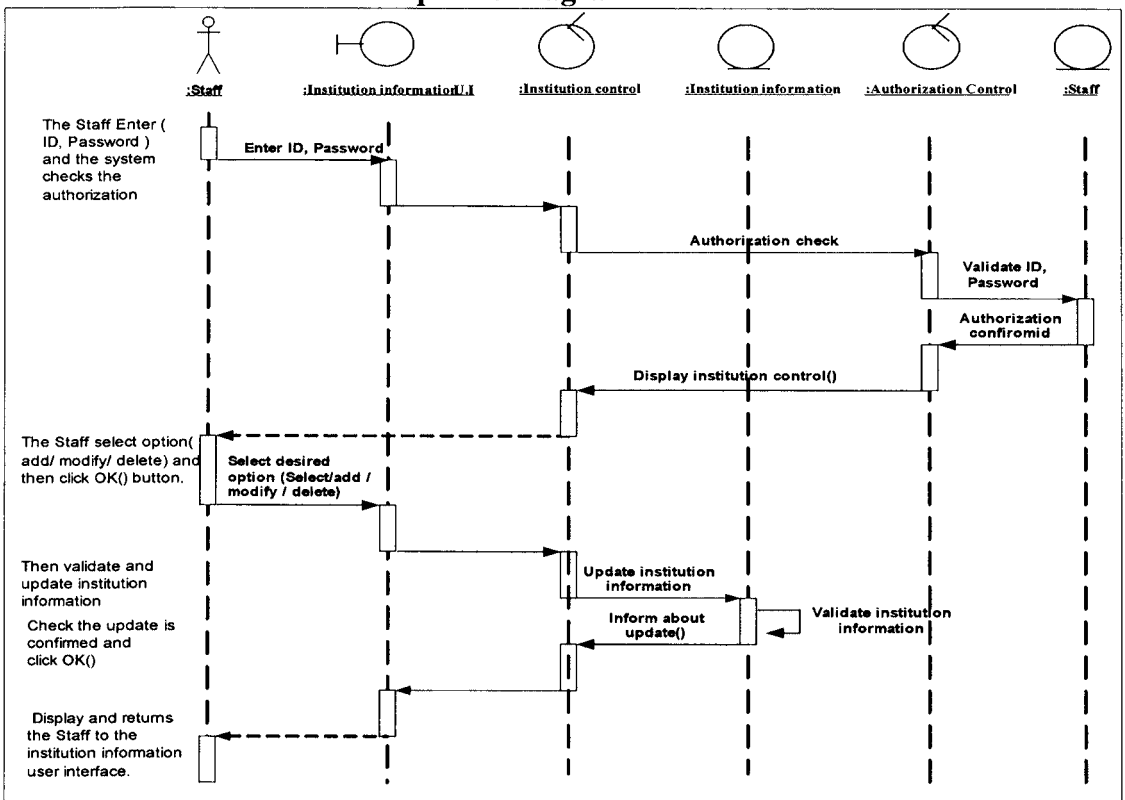 :Staff
:Institution informationU.I
:Institution control
:Institution information
:Authorization Control
:Staff
The Staff Enter (
ID, Password )
and the system
checks the
authorization
Enter ID, Password
Authorization check
Validate ID,
Password
Authorization
confiromid
Display institution control()
The Staff select option(
add/ modify/ delete) and
then click OK() button.
Select desired
option (Select/add /
modify / delete)
Then validate and
update institution
information
Update institution
information
Validate institution
information
Inform about
update()
Check the update is
confirmed and
click OK()
Display and returns
the Staff to the
institution information
user interface.